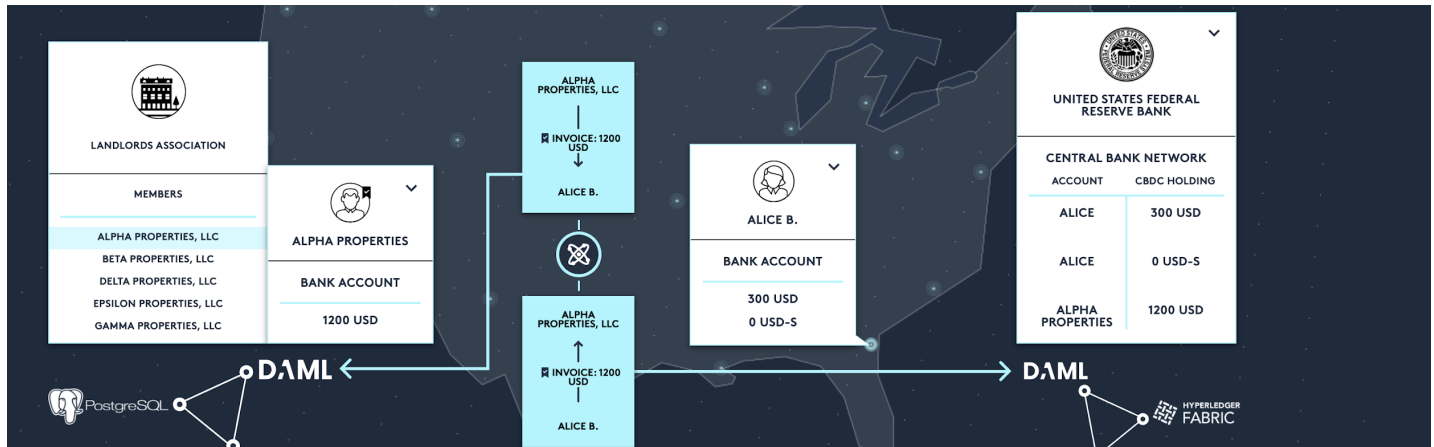 LANDLORDS ASSOCIATION
MEMBERS
ALPHA PROPERTIES, LLC
BETA PROPERTIES, LLC
DELTA PROPERTIES, LLC
EPSILON PROPERTIES, LLC
GAMMA PROPERTIES, LLC
ALPHA PROPERTIES
BANK ACCOUNT
1200 USD
DAML
PostgreSQL
ALPHA
PROPERTIES, LLC
INVOICE: 1200
USD
ALICE B.
ALPHA
PROPERTIES, LLC
INVOICE: 1200
USD
ALICE B.
ALICE B.
BANK ACCOUNT
300 USD
0 USD-S
UNITED STATES FEDERAL
RESERVE BANK
CENTRAL BANK NETWORK
ACCOUNT CBDC HOLDING
ALICE 300 USD
ALICE 0 USD-S
ALPHA
PROPERTIES 1200 USD
DAML
HYPERLEDGER
FABRIC